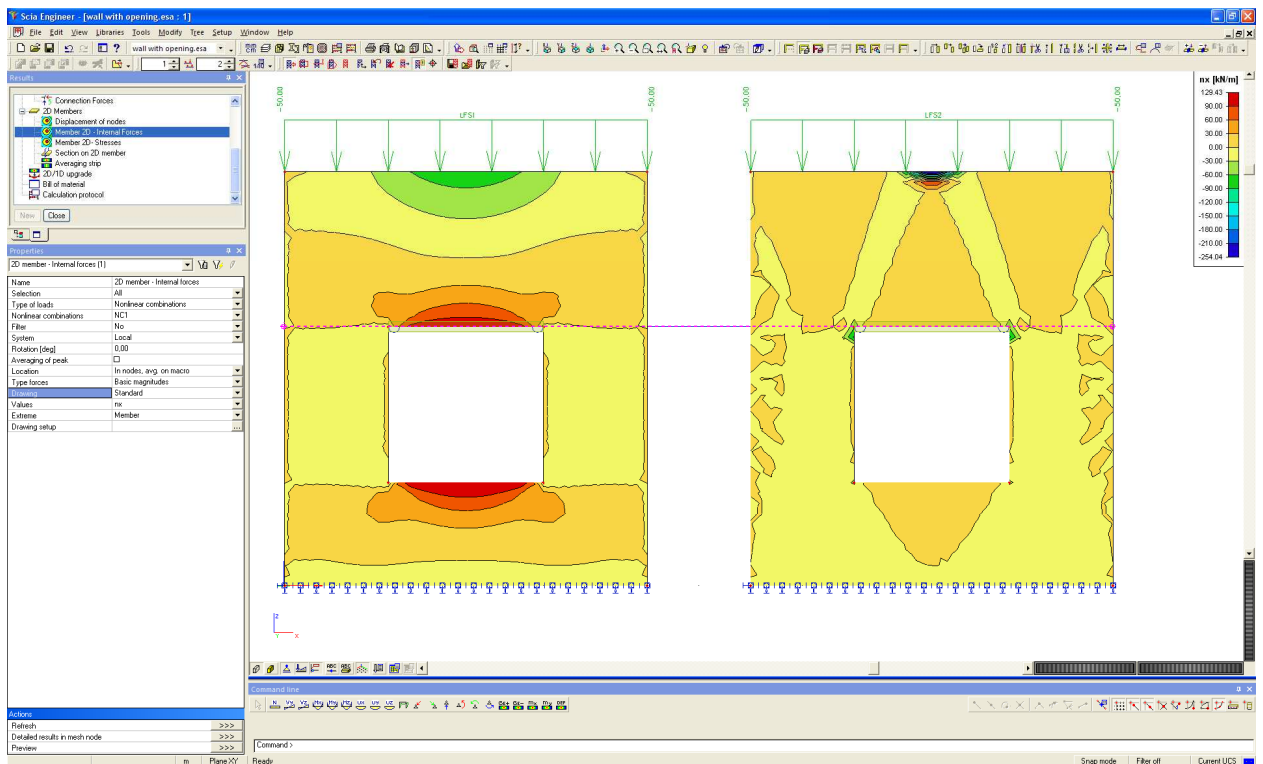 Scia Engineer - [wall with opening.esa : 1]
File Edit View Libraries Tools Modify Tree Setup Window Help
wall with opening.esa
1 2
Results
Connection Forces
2D Members
Displacement of nodes
Member 2D - Internal Forces
Member 2D- Stresses
Section on 2D member
Averaging strip
2D/1D upgrade
Bill of material
Calculation protocol
New Close
Properties
2D member - Internal forces (1)
Name 2D member - Internal forces
Selection All
Type of loads Nonlinear combinations
Nonlinear combinations NC1
Filter No
System Local
Rotation [deg] 0,00
Averaging of peak
Location In nodes, avg. on macro
Type forces Basic magnitudes
Drawing Standard
Values nx
Extreme Member
Drawing setup ...
Actions
Refresh >>>
Detailed results in mesh node >>>
Preview >>>
-50.00 -50.00 -50.00 -50.00
LFS1 LFS2
nx [kN/m]
129.43
90.00
60.00
30.00
0.00
-30.00
-60.00
-90.00
-120.00
-150.00
-180.00
-210.00
-254.04
z
Y x
Command line
Command >
m Plane XY Ready Snap mode Filter off Current UCS